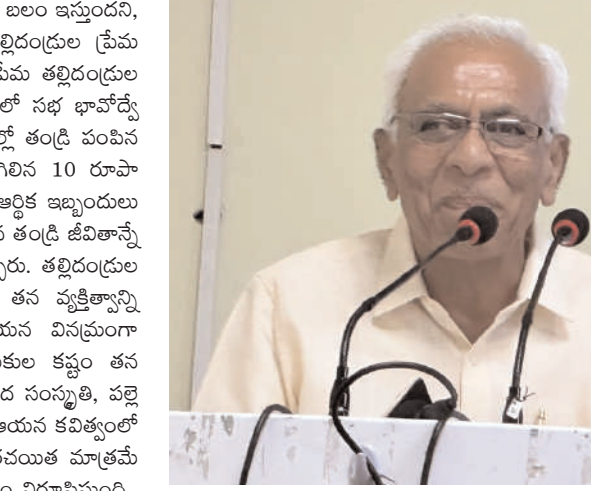 బలం ఇస్తుందని,
ల్లిదండ్రుల ప్రేమ
ప్రేమ తల్లిదండ్రుల
లో సభ భావోద్వే
ల్లో తండ్రి పంపిన
గిలిన 10 రూపా
ఆర్థిక ఇబ్బందులు
న తండ్రి జీవితాన్నే
రు. తల్లిదండ్రుల
తన వ్యక్తిత్వాన్ని
యన వినమ్రంగా
కుల కష్టం తన
ద సంస్కృతి, పల్లె
ఆయన కవిత్వంలో
రచయిత మాత్రమే
నిరూపిస్తుంది